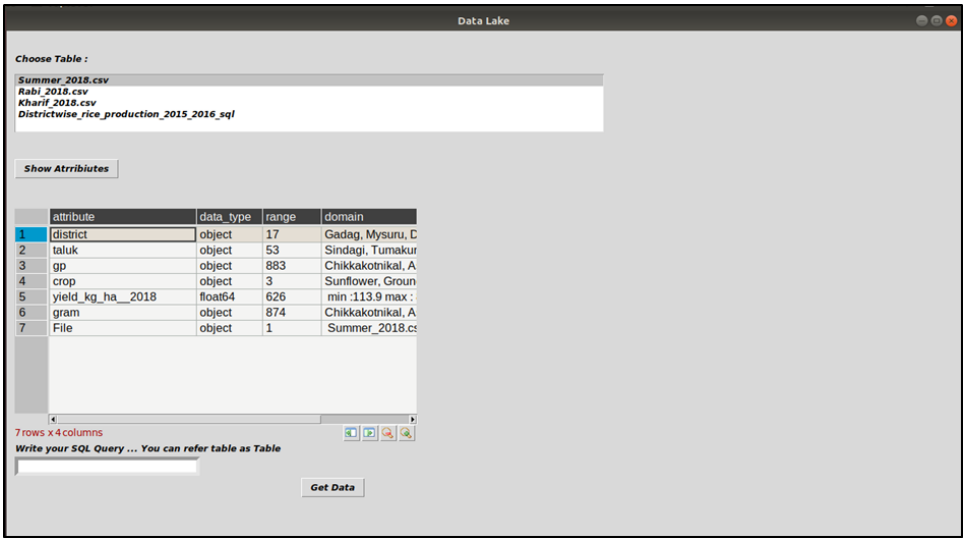 Data Lake
Choose Table :
Summer_2018.csv
Rabi_2018.csv
Kharif_2018.csv
Districtwise_rice_production_2015_2016_sql
Show Atrribiutes
attribute data_type range domain
1 district object 17 Gadag, Mysuru, D
2 taluk object 53 Sindagi, Tumakur
3 gp object 883 Chikkakotnikal, A
4 crop object 3 Sunflower, Groun
5 yield_kg_ha__2018 float64 626 min :113.9 max :
6 gram object 874 Chikkakotnikal, A
7 File object 1 Summer_2018.cs
7 rows x 4 columns
Write your SQL Query ... You can refer table as Table
Get Data